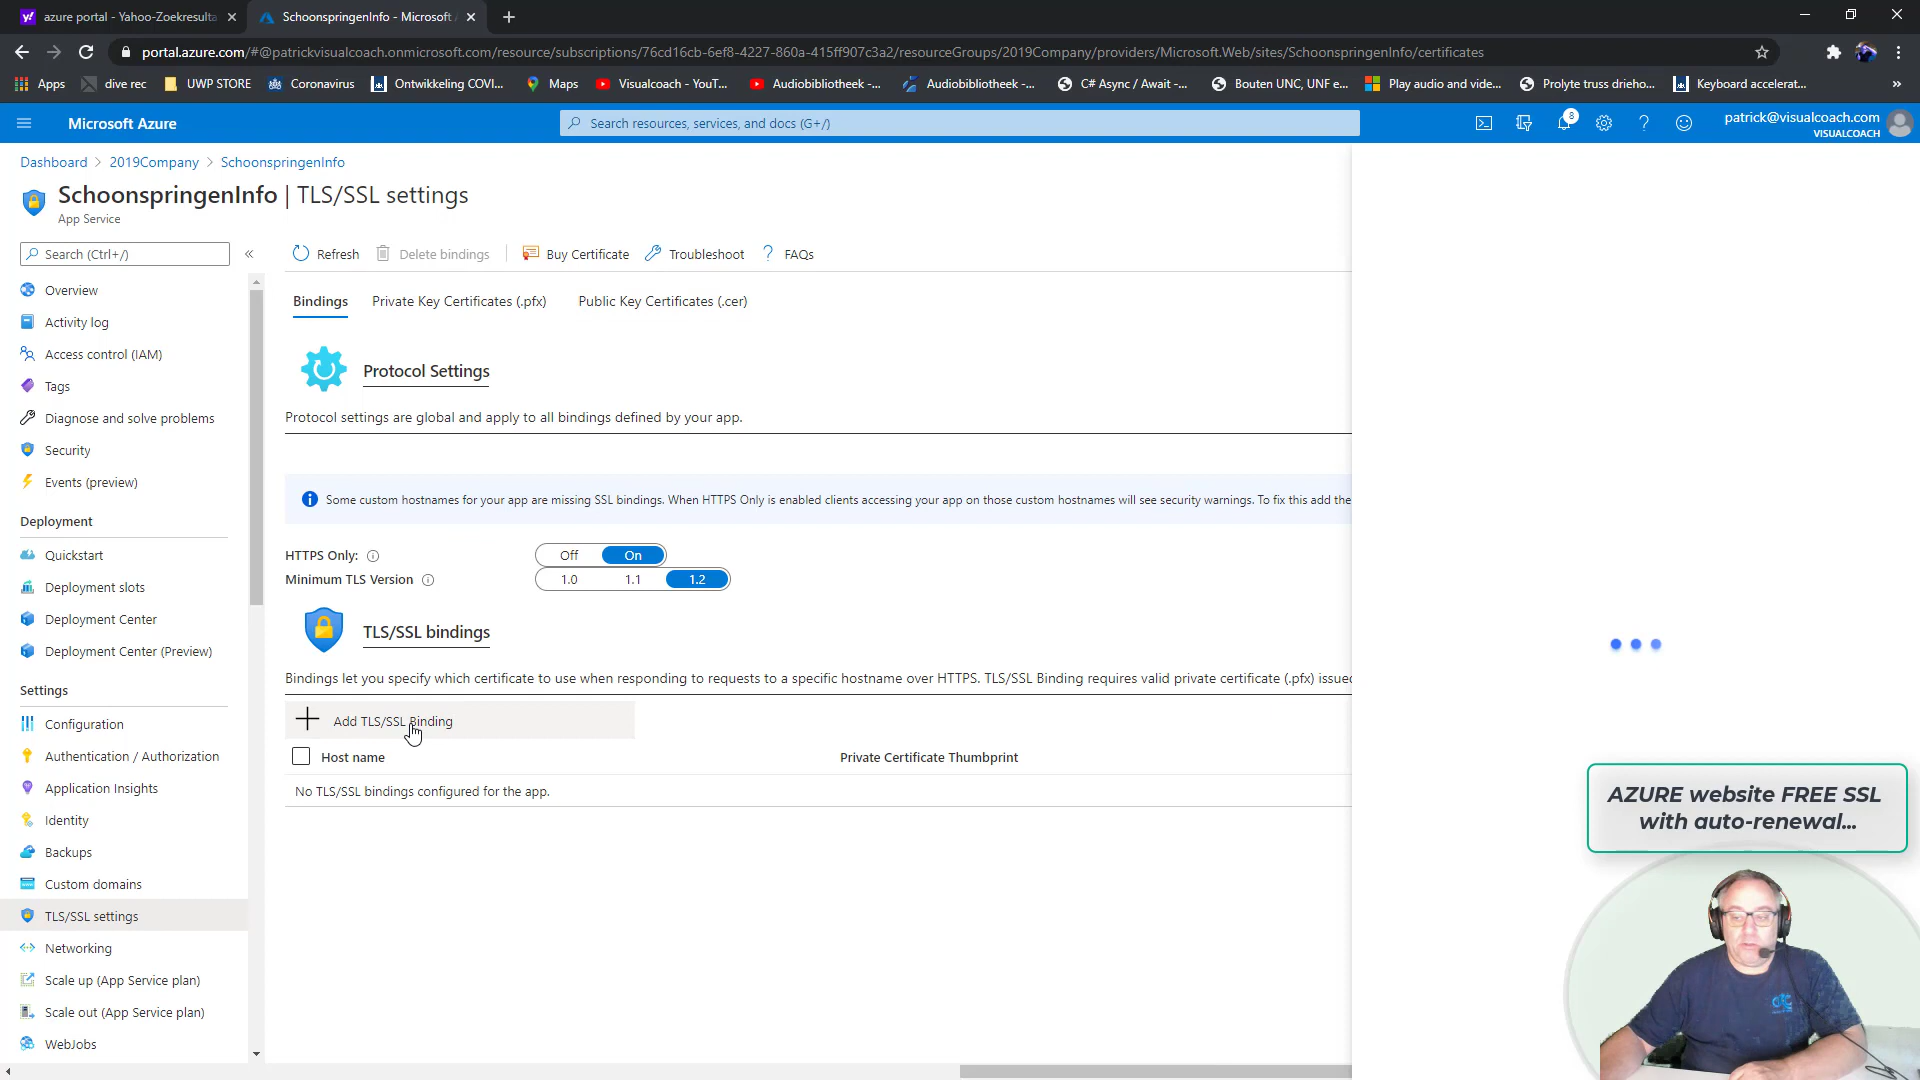 azure portal - Yahoo-Zoekresulta
SchoonspringenInfo - Microsoft
portal.azure.com/#@patrickvisualcoach.onmicrosoft.com/resource/subscriptions/76cd16cb-6ef8-4227-860a-415ff907c3a2/resourceGroups/2019Company/providers/Microsoft.Web/sites/SchoonspringenInfo/certificates
Apps dive rec UWP STORE Coronavirus Ontwikkeling COVI... Maps Visualcoach - YouT... Audiobibliotheek -... Audiobibliotheek -... C# Async / Await -... Bouten UNC, UNF e... Play audio and vide... Prolyte truss drieho... Keyboard accelerat... »
Microsoft Azure
Search resources, services, and docs (G+/)
8
patrick@visualcoach.com
VISUALCOACH
Dashboard > 2019Company > SchoonspringenInfo
SchoonspringenInfo | TLS/SSL settings
App Service
Search (Ctrl+/)
«
Overview
Activity log
Access control (IAM)
Tags
Diagnose and solve problems
Security
Events (preview)
Deployment
Quickstart
Deployment slots
Deployment Center
Deployment Center (Preview)
Settings
Configuration
Authentication / Authorization
Application Insights
Identity
Backups
Custom domains
TLS/SSL settings
Networking
Scale up (App Service plan)
Scale out (App Service plan)
WebJobs
Refresh Delete bindings Buy Certificate Troubleshoot ? FAQs
Bindings Private Key Certificates (.pfx) Public Key Certificates (.cer)
Protocol Settings
Protocol settings are global and apply to all bindings defined by your app.
Some custom hostnames for your app are missing SSL bindings. When HTTPS Only is enabled clients accessing your app on those custom hostnames will see security warnings. To fix this add the
HTTPS Only: Off On
Minimum TLS Version 1.0 1.1 1.2
TLS/SSL bindings
Bindings let you specify which certificate to use when responding to requests to a specific hostname over HTTPS. TLS/SSL Binding requires valid private certificate (.pfx) issued
Add TLS/SSL Binding
Host name Private Certificate Thumbprint
No TLS/SSL bindings configured for the app.
AZURE website FREE SSL
with auto-renewal...